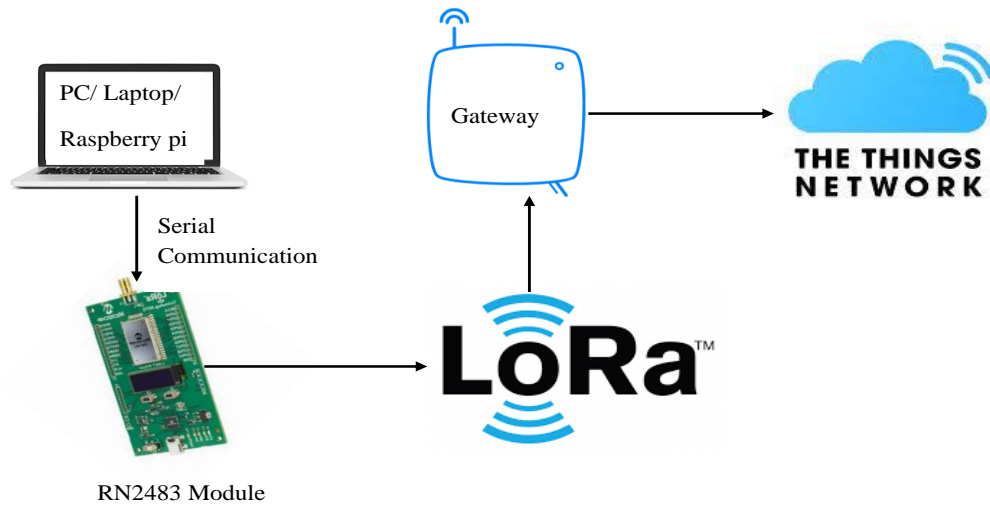 PC/ Laptop/
Raspberry pi
Serial
Communication
RN2483 Module
LoRa™
Gateway
THE THINGS
NETWORK